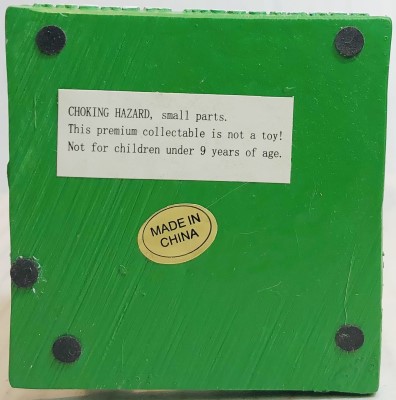 CHOKING HAZARD, small parts.
This premium collectable is not a toy!
Not for children under 9 years of age.
MADE IN
CHINA